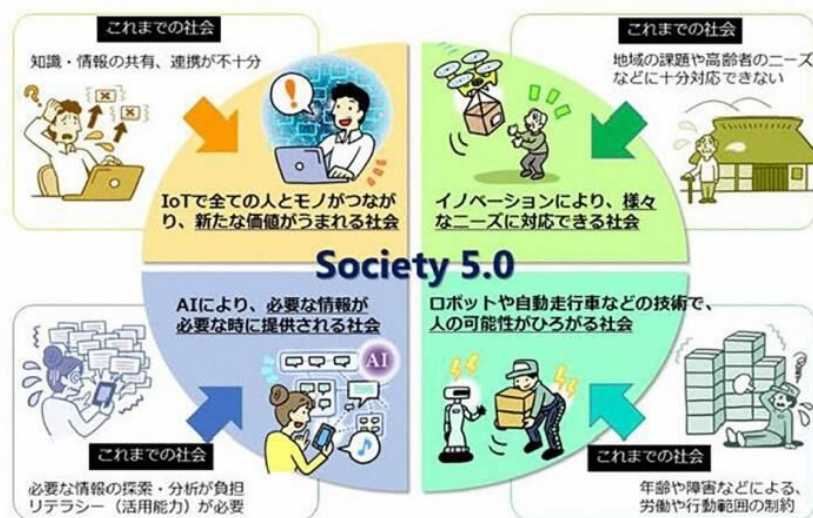 これまでの社会
知識・情報の共有、連携が不十分
IoTで全ての人とモノがつなが
り、新たな価値がうまれる社会
これまでの社会
地域の課題や高齢者のニーズ
などに十分対応できない
イノベーションにより、様々
なニーズに対応できる社会
Society 5.0
AIにより、必要な情報が
必要な時に提供される社会
AI
これまでの社会
必要な情報の探索・分析が負担
リテラシー（活用能力）が必要
ロボットや自動走行車などの技術で、
人の可能性がひろがる社会
これまでの社会
年齢や障害などによる、
労働や行動範囲の制約